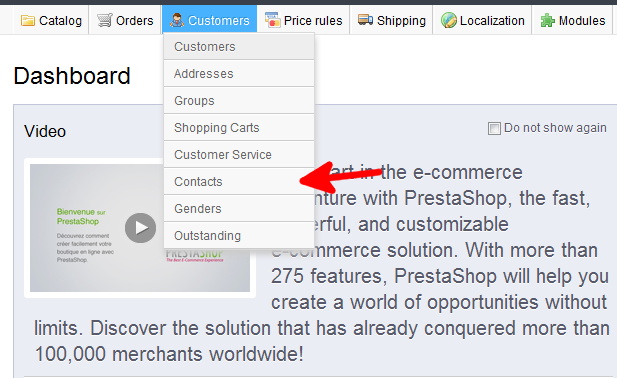 Catalog Orders Customers Price rules Shipping Localization Modules
Customers
Addresses
Groups
Shopping Carts
Customer Service
Contacts
Genders
Outstanding
Dashboard
Video
Do not show again
Bienvenue sur
PrestaShop
Découvrez comment
créer facilement votre
boutique en ligne avec
PrestaShop.
PRESTASHOP
The Best E-Commerce Experience
art in the e-commerce
nture with PrestaShop, the fast,
erful, and customizable
e-commerce solution. With more than
275 features, PrestaShop will help you
create a world of opportunities without
limits. Discover the solution that has already conquered more than
100,000 merchants worldwide!